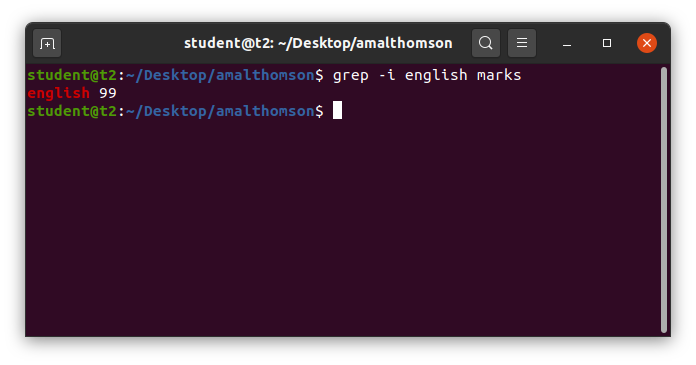 student@t2: ~/Desktop/amalthomson
student@t2:~/Desktop/amalthomson$ grep -i english marks
english 99
student@t2:~/Desktop/amalthomson$